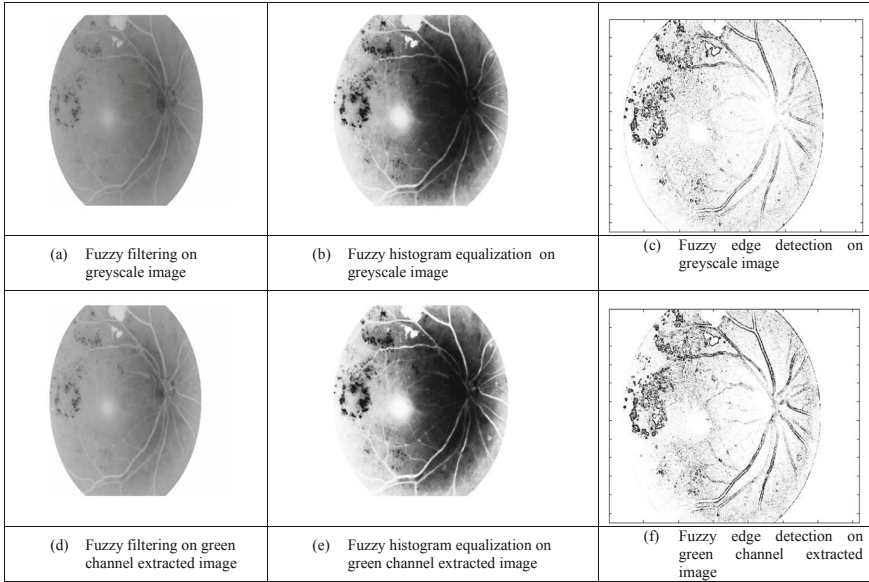 (a) Fuzzy filtering on
greyscale image
(b) Fuzzy histogram equalization on
greyscale image
(c) Fuzzy edge detection on
greyscale image
(d) Fuzzy filtering on green
channel extracted image
(e) Fuzzy histogram equalization on
green channel extracted image
(f) Fuzzy edge detection on
green channel extracted
image